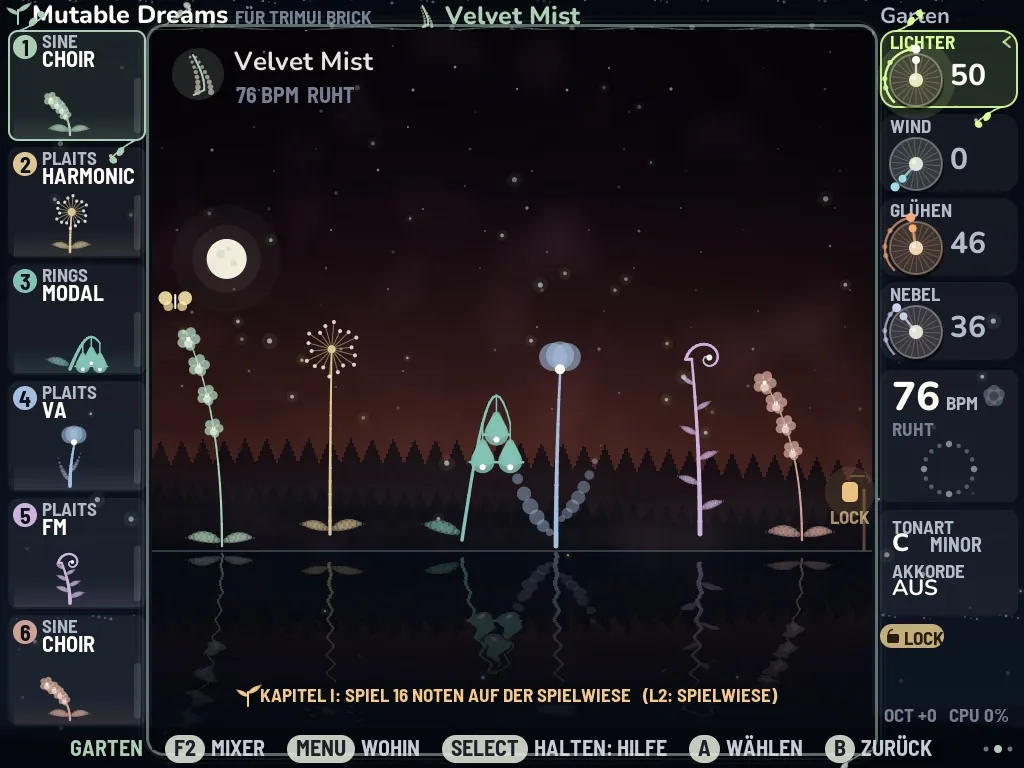 Mutable Dreams FÜR TRIMUI BRICK
Velvet Mist
Garten
1 SINE
CHOIR
2 PLAITS
HARMONIC
3 RINGS
MODAL
4 PLAITS
VA
5 PLAITS
FM
6 SINE
CHOIR
Velvet Mist
76 BPM RUHT
LOCK
KAPITEL I: SPIEL 16 NOTEN AUF DER SPIELWIESE (L2: SPIELWIESE)
LICHTER <
50
WIND
0
GLÜHEN
46
NEBEL
36
76 BPM
RUHT
TONART
C MINOR
AKKORDE
AUS
LOCK
OCT +0 CPU 0%
GARTEN F2 MIXER MENU WOHIN SELECT HALTEN: HILFE A WÄHLEN B ZURÜCK